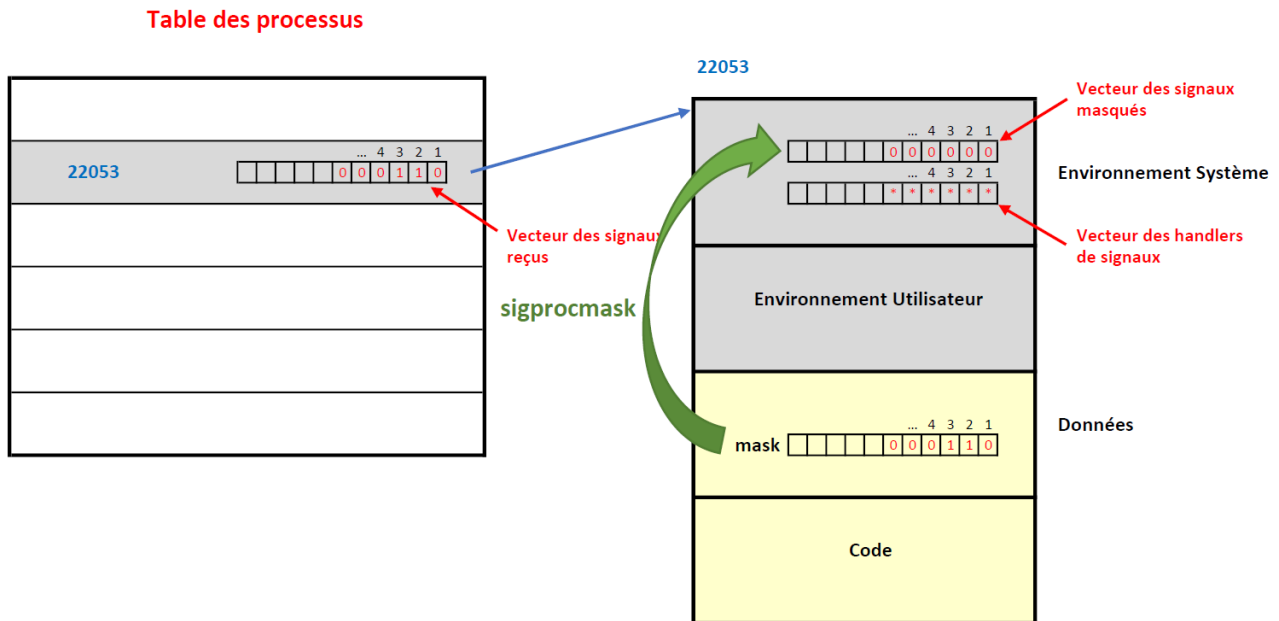 Table des processus
22053
... 4 3 2 1
0 0 0 1 1 0
Vecteur des signaux
reçus
sigprocmask
22053
Vecteur des signaux
masqués
... 4 3 2 1
0 0 0 0 0 0
... 4 3 2 1
* * * * * *
Environnement Système
Vecteur des handlers
de signaux
Environnement Utilisateur
... 4 3 2 1
mask 0 0 0 1 1 0
Données
Code